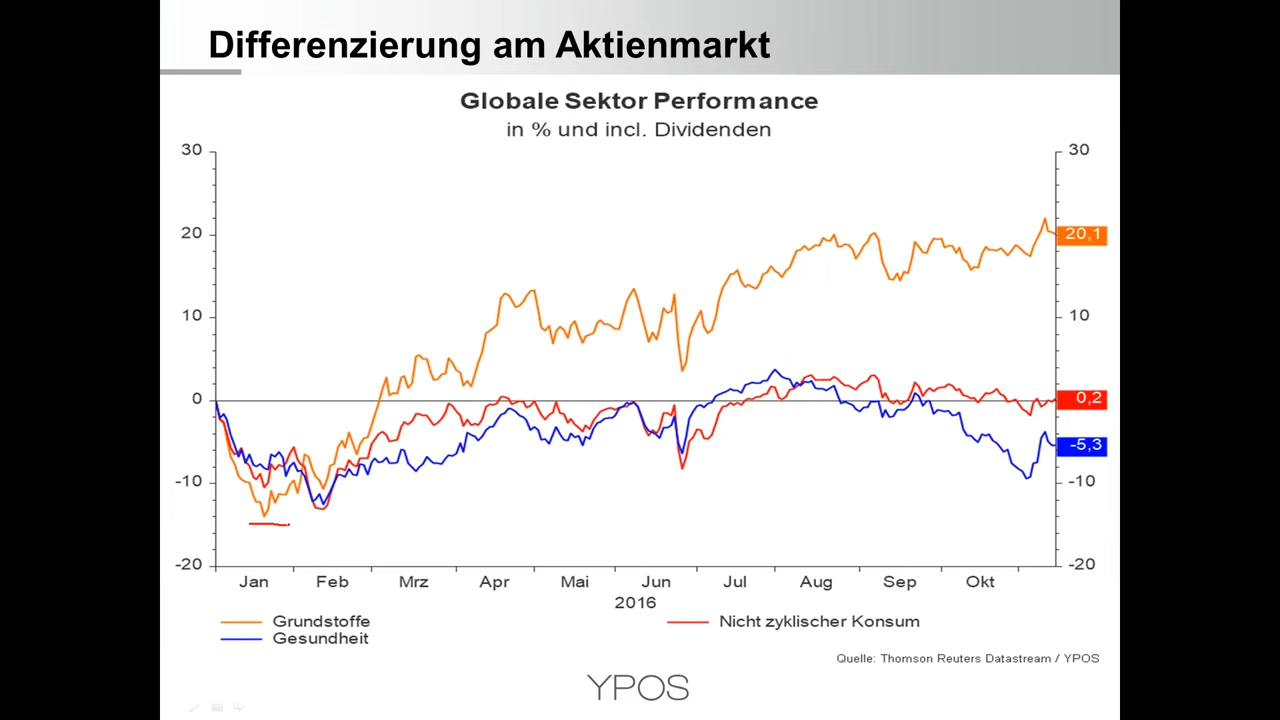 Differenzierung am Aktienmarkt
Globale Sektor Performance
in % und incl. Dividenden
30 30
20 20
20,1
10 10
0 0
0,2
-5,3
-10 -10
-20 -20
Jan Feb Mrz Apr Mai Jun Jul Aug Sep Okt
2016
Grundstoffe Nicht zyklischer Konsum
Gesundheit
Quelle: Thomson Reuters Datastream / YPOS
YPOS